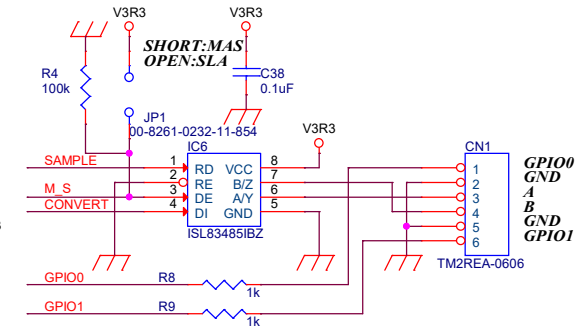 V3R3
V3R3
SHORT:MAS
OPEN:SLA
R4
100k
C38
0.1uF
JP1
00-8261-0232-11-854
V3R3
IC6
CN1
SAMPLE
1 RD VCC 8
2 RE B/Z 7
M_S
3 DE A/Y 6
CONVERT
4 DI GND 5
ISL83485IBZ
1 GPIO0
2 GND
3 A
4 B
5 GND
6 GPIO1
TM2REA-0606
GPIO0 R8
1k
GPIO1 R9
1k